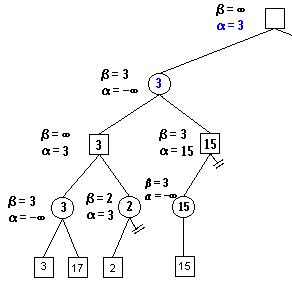 β = ∞
α = 3
β = 3
α = −∞
3
β = ∞
α = 3
3
β = 3
α = 15
15
β = 3
α = −∞
3
β = 2
α = 3
2
β = 3
α = −∞
15
3
17
2
15